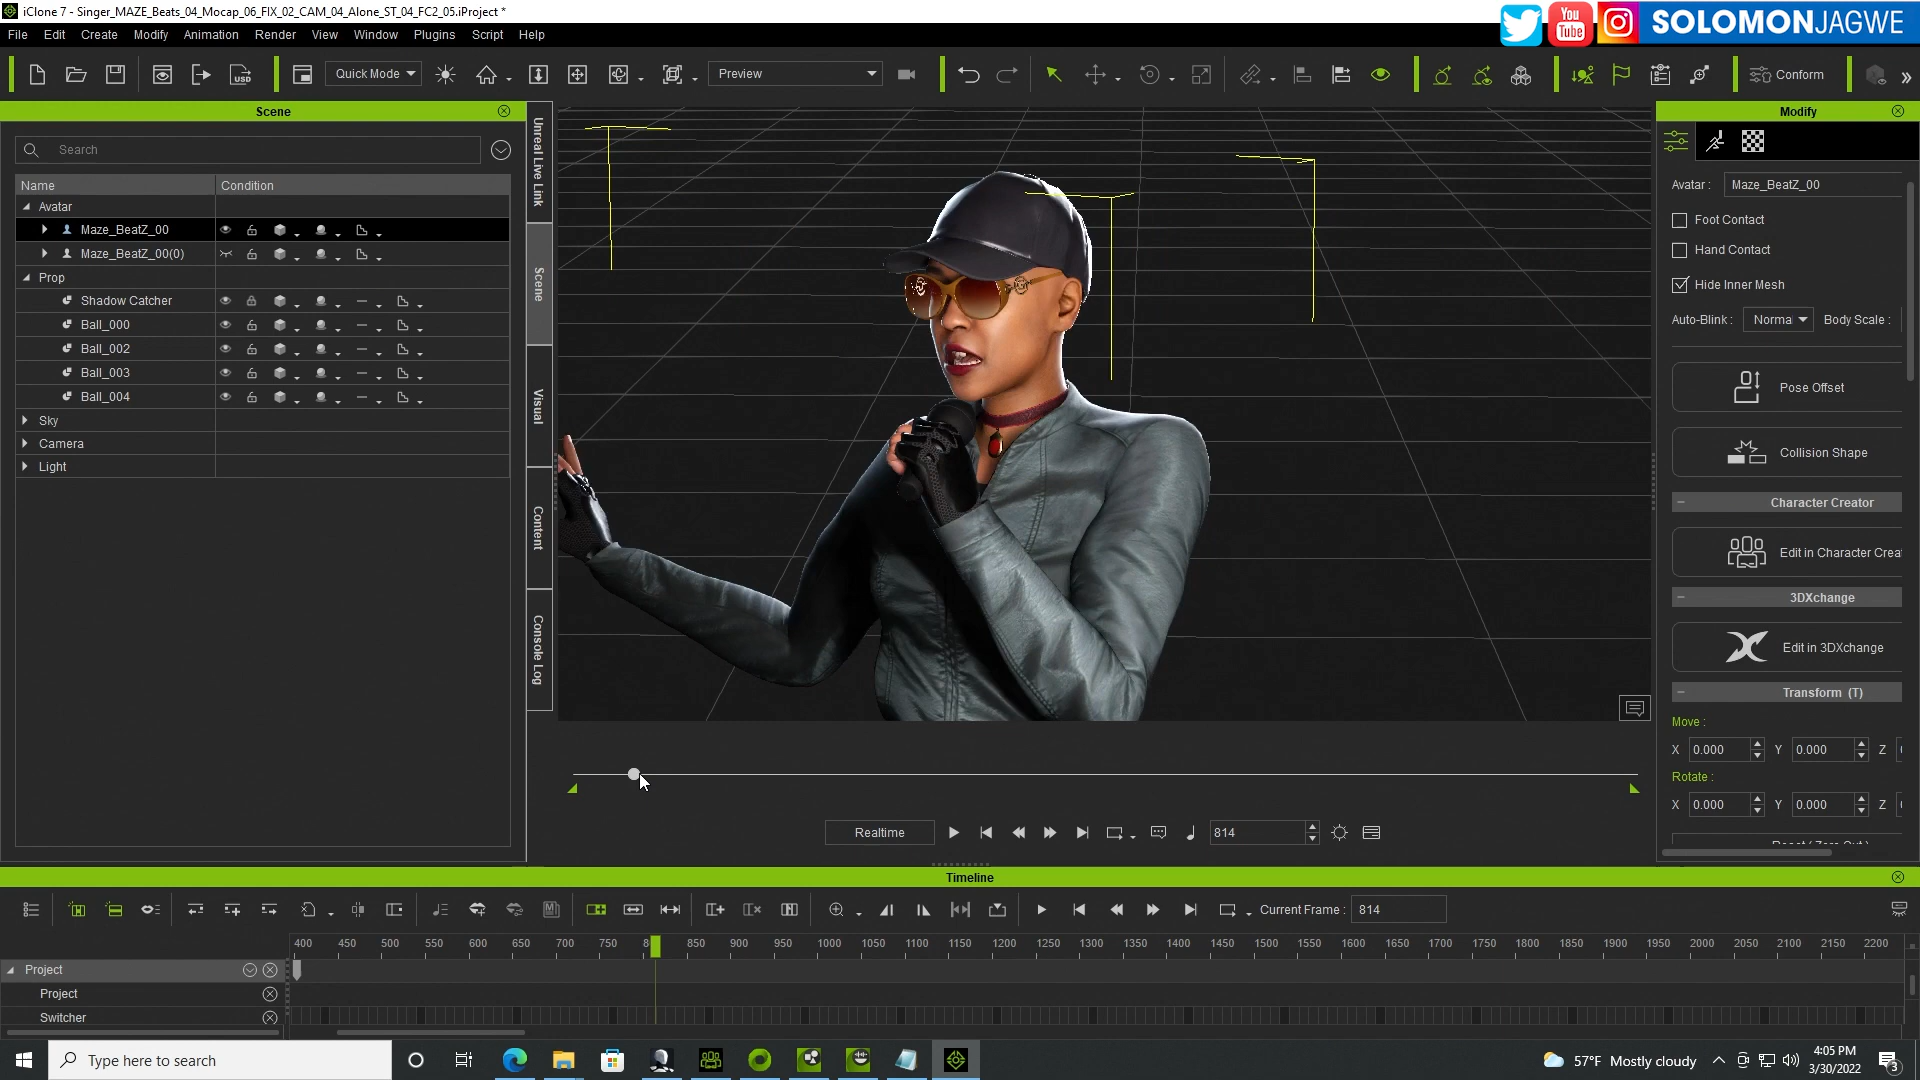 iClone 7 - Singer_MAZE_Beats_04_Mocap_06_FIX_02_CAM_04_Alone_ST_04_FC2_05.iProject *
SOLOMONJAGWE
You
Tube
File Edit Create Modify Animation Render View Window Plugins Script Help
USD
Quick Mode
Preview
Conform
Scene
Search
Name Condition
Avatar
Maze_BeatZ_00
Maze_BeatZ_00(0)
Prop
Shadow Catcher
Ball_000
Ball_002
Ball_003
Ball_004
Sky
Camera
Light
Unreal Live Link
Scene
Visual
Content
Console Log
Modify
Avatar : Maze_BeatZ_00
Foot Contact
Hand Contact
Hide Inner Mesh
Auto-Blink : Norma Body Scale :
Pose Offset
Collision Shape
Character Creator
Edit in Character Crea
3DXchange
Edit in 3DXchange
Transform (T)
Move :
X 0.000 Y 0.000 Z
Rotate :
X 0.000 Y 0.000 Z
Realtime
814
Timeline
Current Frame : 814
400 450 500 550 600 650 700 750 8 850 900 950 1000 1050 1100 1150 1200 1250 1300 1350 1400 1450 1500 1550 1600 1650 1700 1750 1800 1850 1900 1950 2000 2050 2100 2150 2200
Project
Project
Switcher
Type here to search
57°F Mostly cloudy
4:05 PM
3/30/2022
3